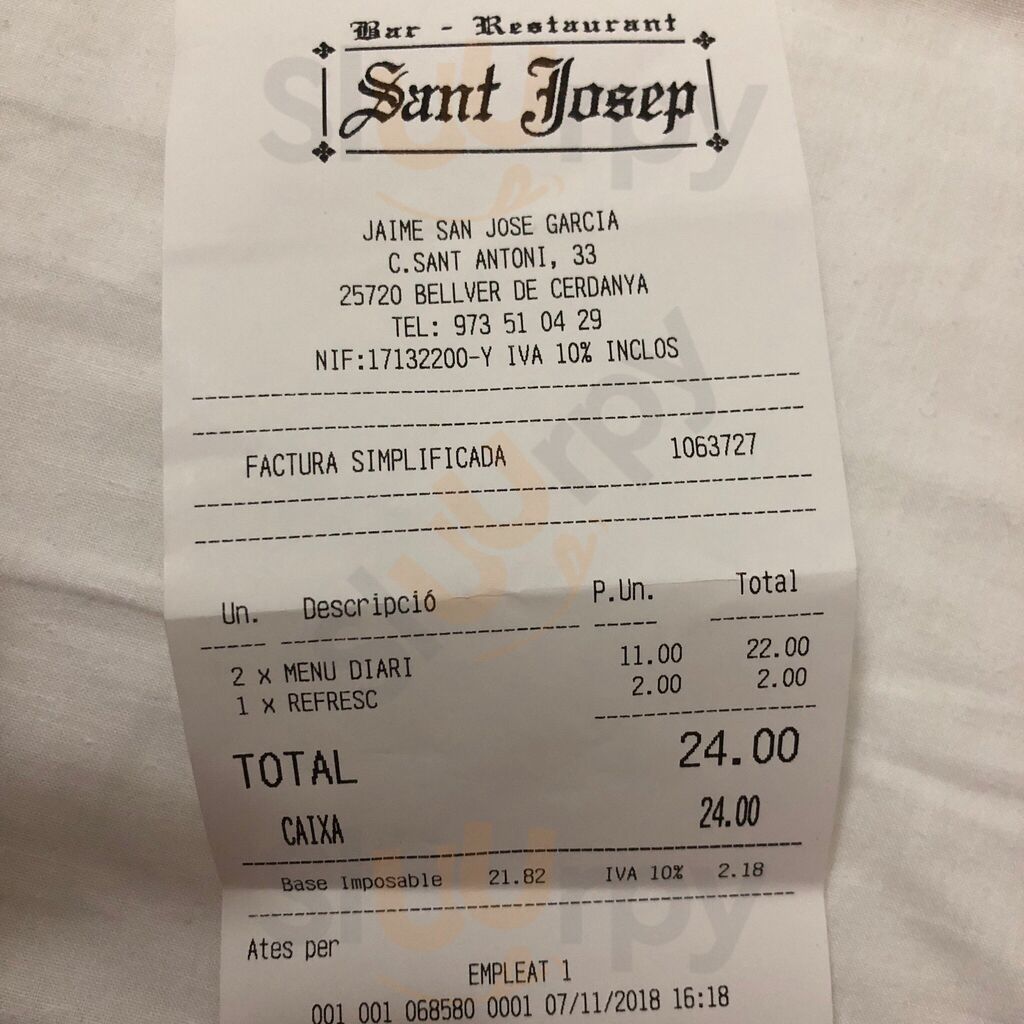 Bar - Restaurant
Sant Josep
JAIME SAN JOSE GARCIA
C.SANT ANTONI, 33
25720 BELLVER DE CERDANYA
TEL: 973 51 04 29
NIF:17132200-Y IVA 10% INCLOS
FACTURA SIMPLIFICADA 1063727
Un. Descripció P.Un. Total
2 x MENU DIARI 11.00 22.00
1 x REFRESC 2.00 2.00
TOTAL 24.00
CAIXA 24.00
Base Imposable 21.82 IVA 10% 2.18
Ates per
EMPLEAT 1
001 001 068580 0001 07/11/2018 16:18
Sluurpy
Sluurpy
Sluurpy